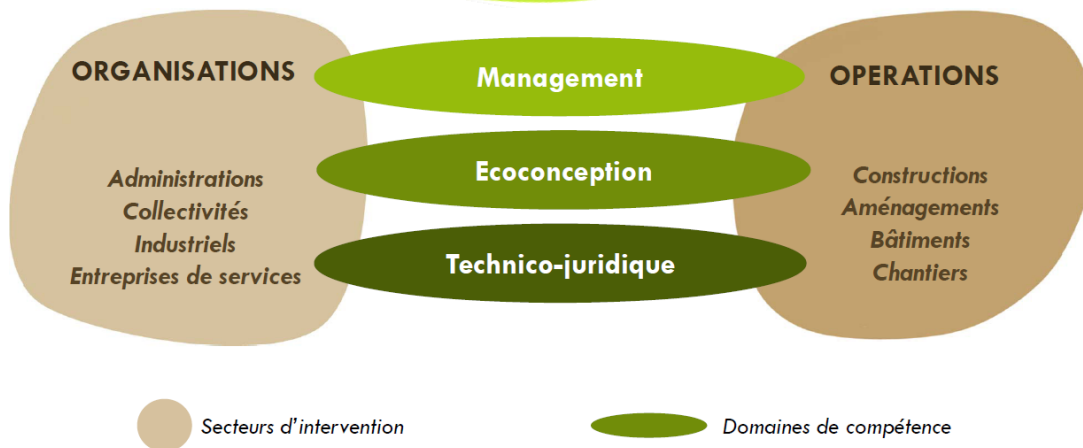 ORGANISATIONS
Administrations
Collectivités
Industriels
Entreprises de services
Management
Ecoconception
Technico-juridique
OPERATIONS
Constructions
Aménagements
Bâtiments
Chantiers
Secteurs d'intervention
Domaines de compétence